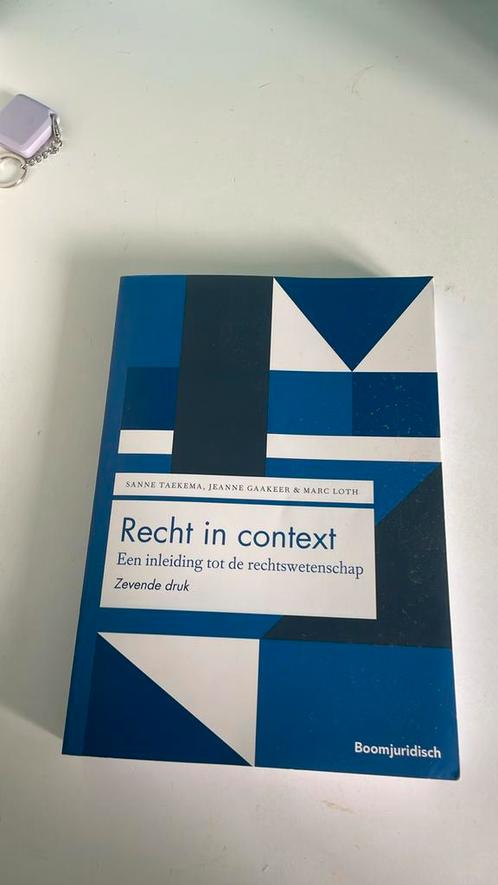 SANNE TAEKEMA, JEANNE GAAKEER & MARC LOTH
Recht in context
Een inleiding tot de rechtswetenschap
Zevende druk
Boomjuridisch